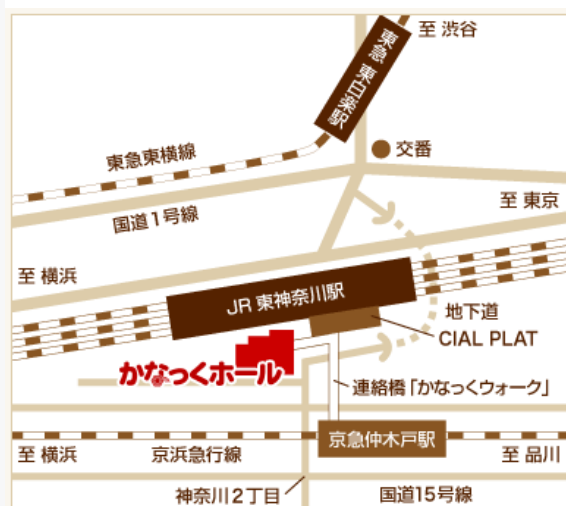 至 渋谷
東急 東白楽駅
交番
東急東横線
国道1号線
至 東京
至 横浜
JR 東神奈川駅
地下道
CIAL PLAT
かなっくホール
連絡橋「かなっくウォーク」
京急仲木戸駅
至 横浜
京浜急行線
至 品川
神奈川2丁目
国道15号線